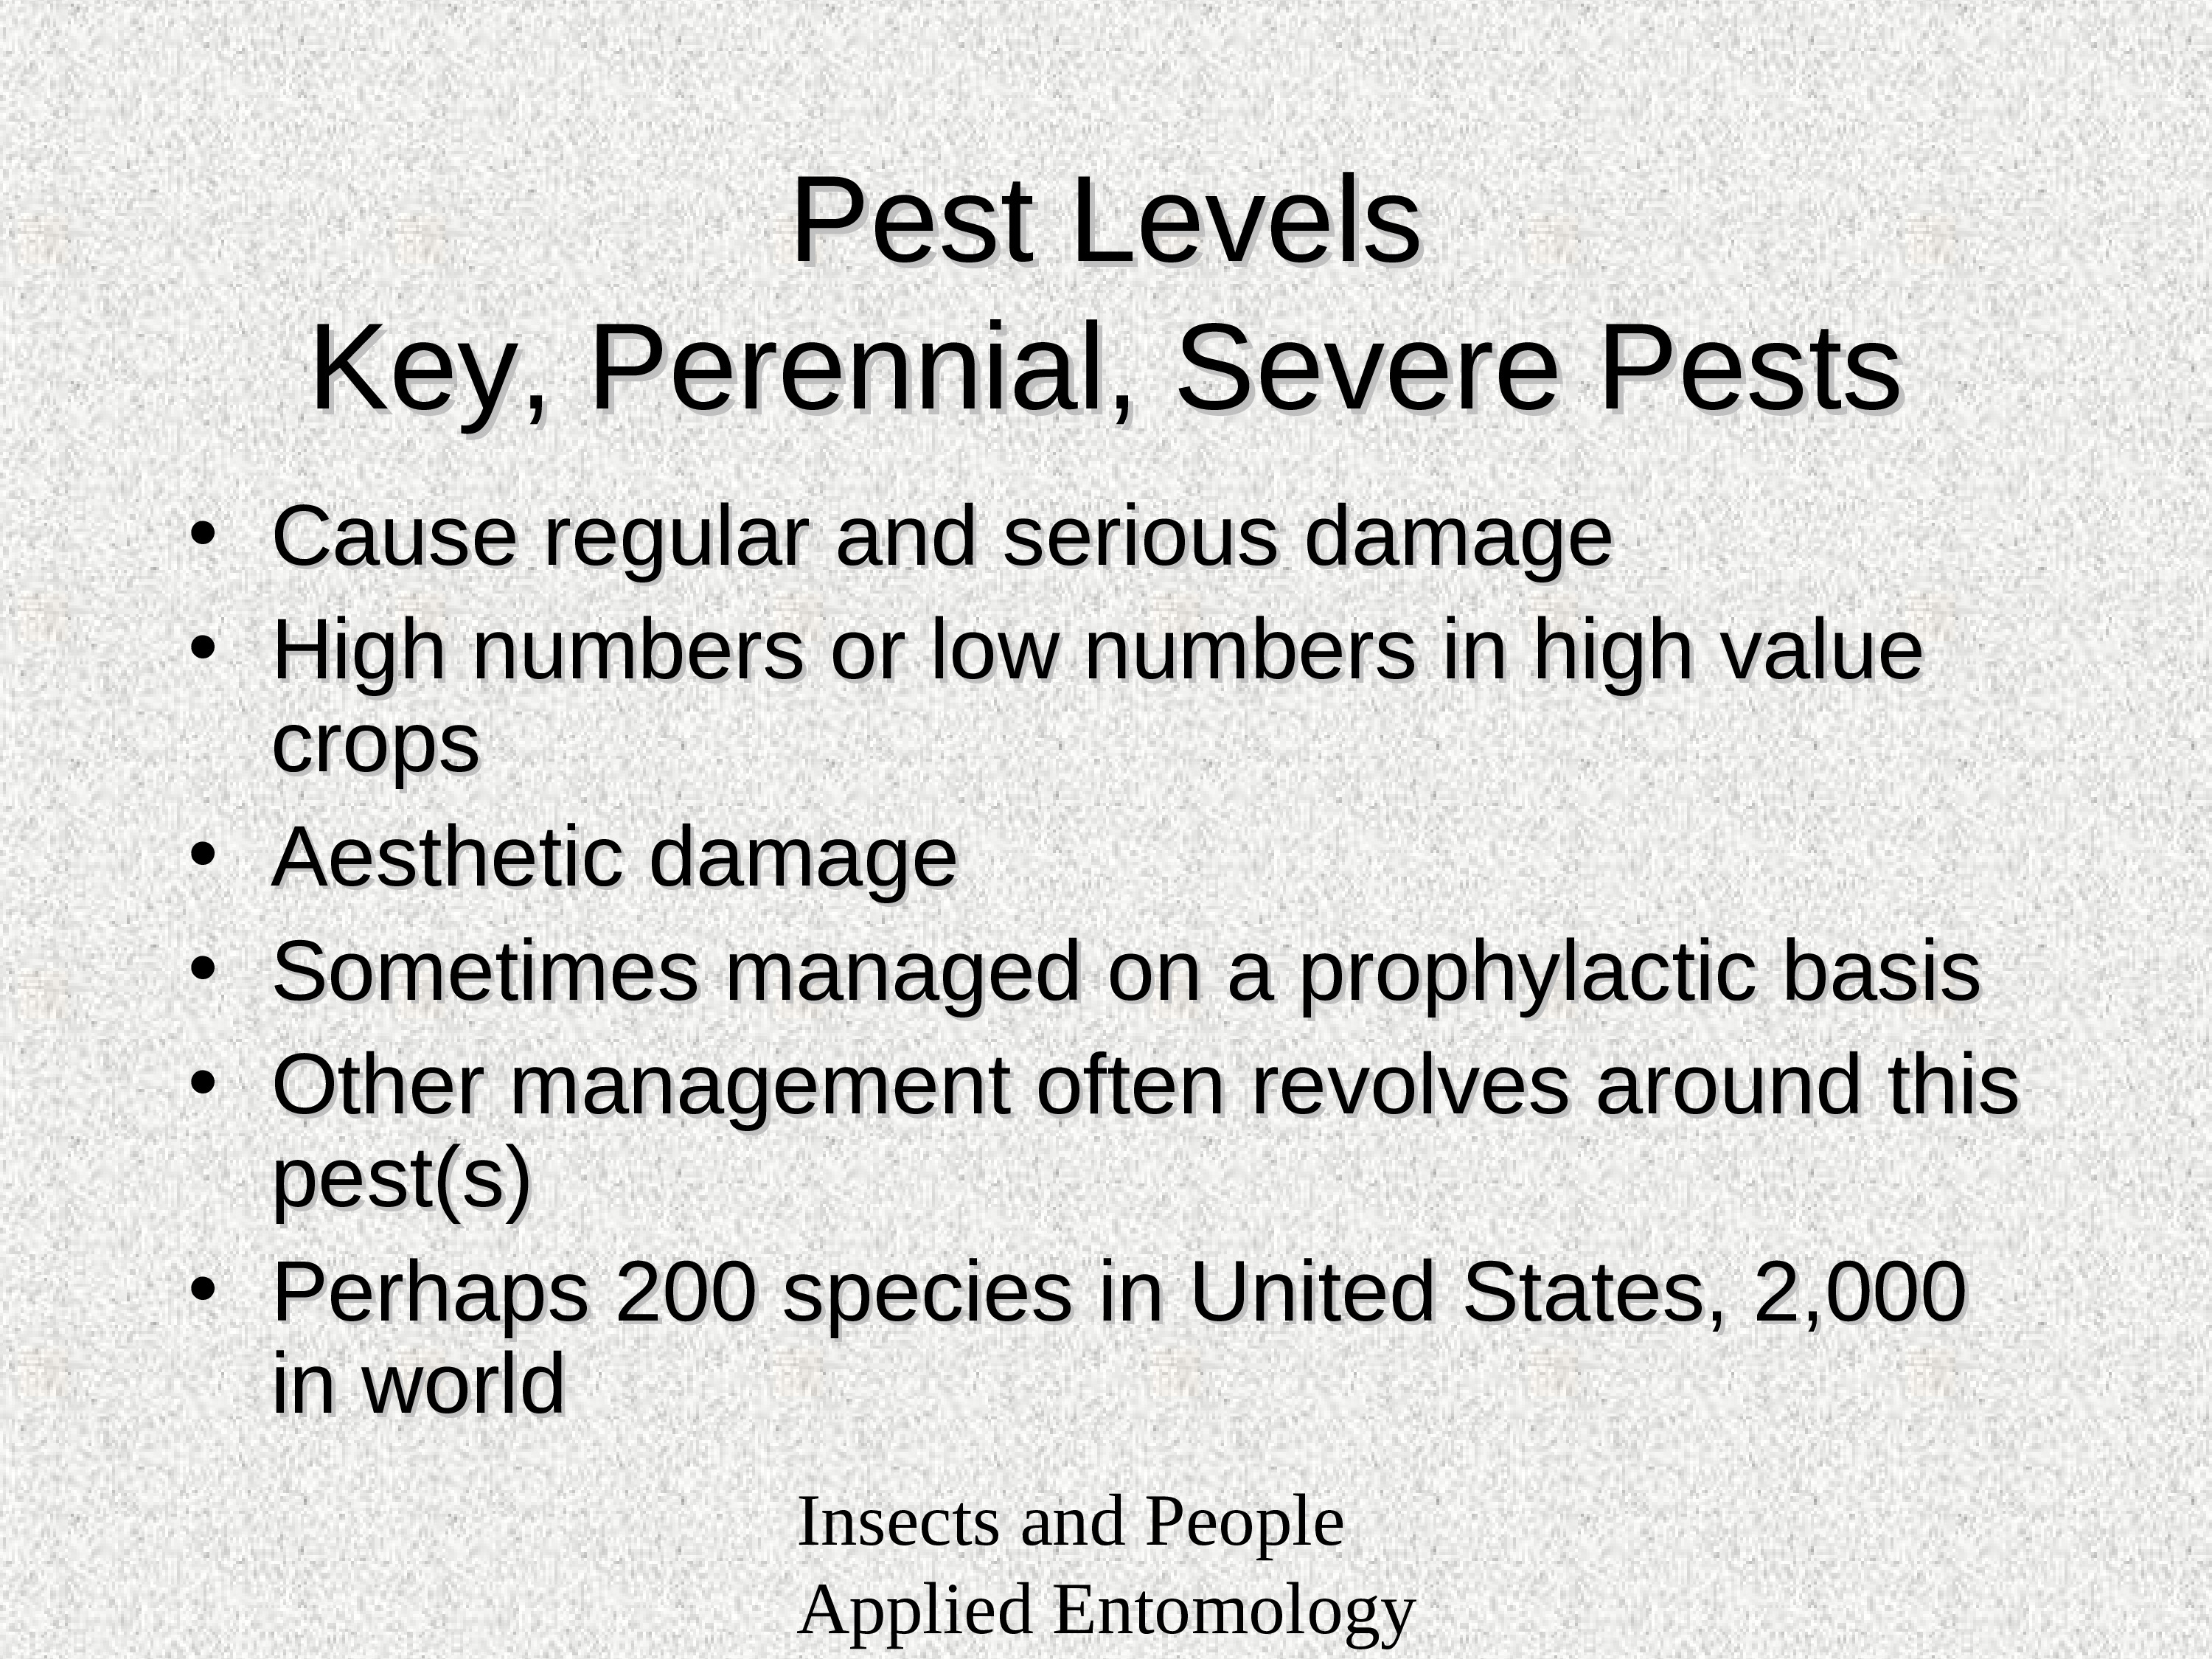 Pest Levels
Key, Perennial, Severe Pests
• Cause regular and serious damage
• High numbers or low numbers in high value
crops
• Aesthetic damage
• Sometimes managed on a prophylactic basis
• Other management often revolves around this
pest(s)
• Perhaps 200 species in United States, 2,000
in world
Insects and People
Applied Entomology